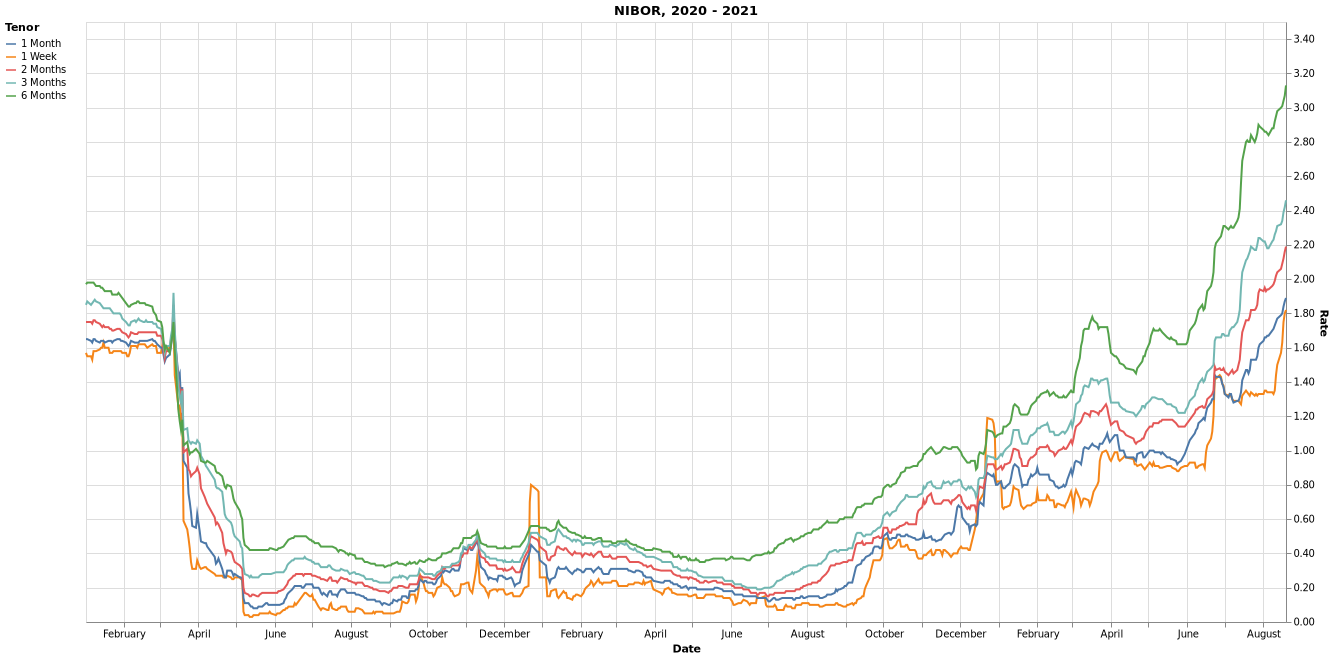 NIBOR, 2020 - 2021
Tenor
1 Month
1 Week
2 Months
3 Months
6 Months
3.40
3.20
3.00
2.80
2.60
2.40
2.20
2.00
1.80
1.60
1.40
1.20
1.00
0.80
0.60
0.40
0.20
0.00
Rate
February April June August October December February April June August October December February April June August
Date